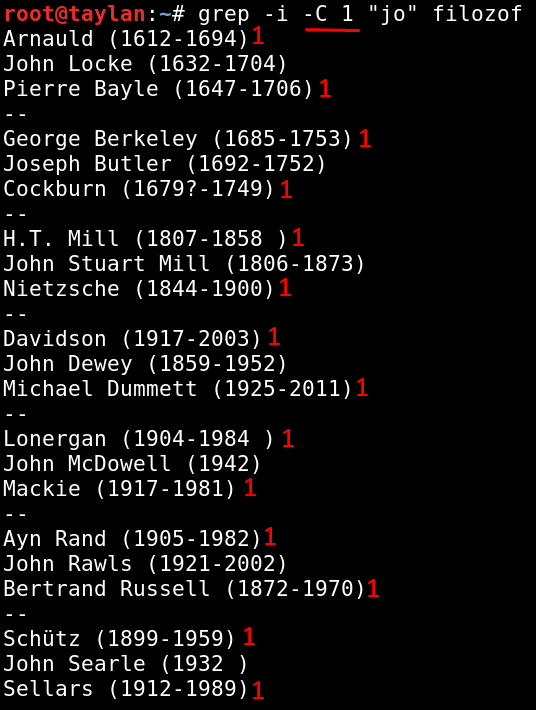 root@taylan:~# grep -i -C 1 "jo" filozof
Arnauld (1612-1694) 1
John Locke (1632-1704)
Pierre Bayle (1647-1706) 1
--
George Berkeley (1685-1753) 1
Joseph Butler (1692-1752)
Cockburn (1679?-1749) 1
--
H.T. Mill (1807-1858 ) 1
John Stuart Mill (1806-1873)
Nietzsche (1844-1900) 1
--
Davidson (1917-2003) 1
John Dewey (1859-1952)
Michael Dummett (1925-2011) 1
--
Lonergan (1904-1984 ) 1
John McDowell (1942)
Mackie (1917-1981) 1
--
Ayn Rand (1905-1982) 1
John Rawls (1921-2002)
Bertrand Russell (1872-1970) 1
--
Schütz (1899-1959) 1
John Searle (1932 )
Sellars (1912-1989) 1